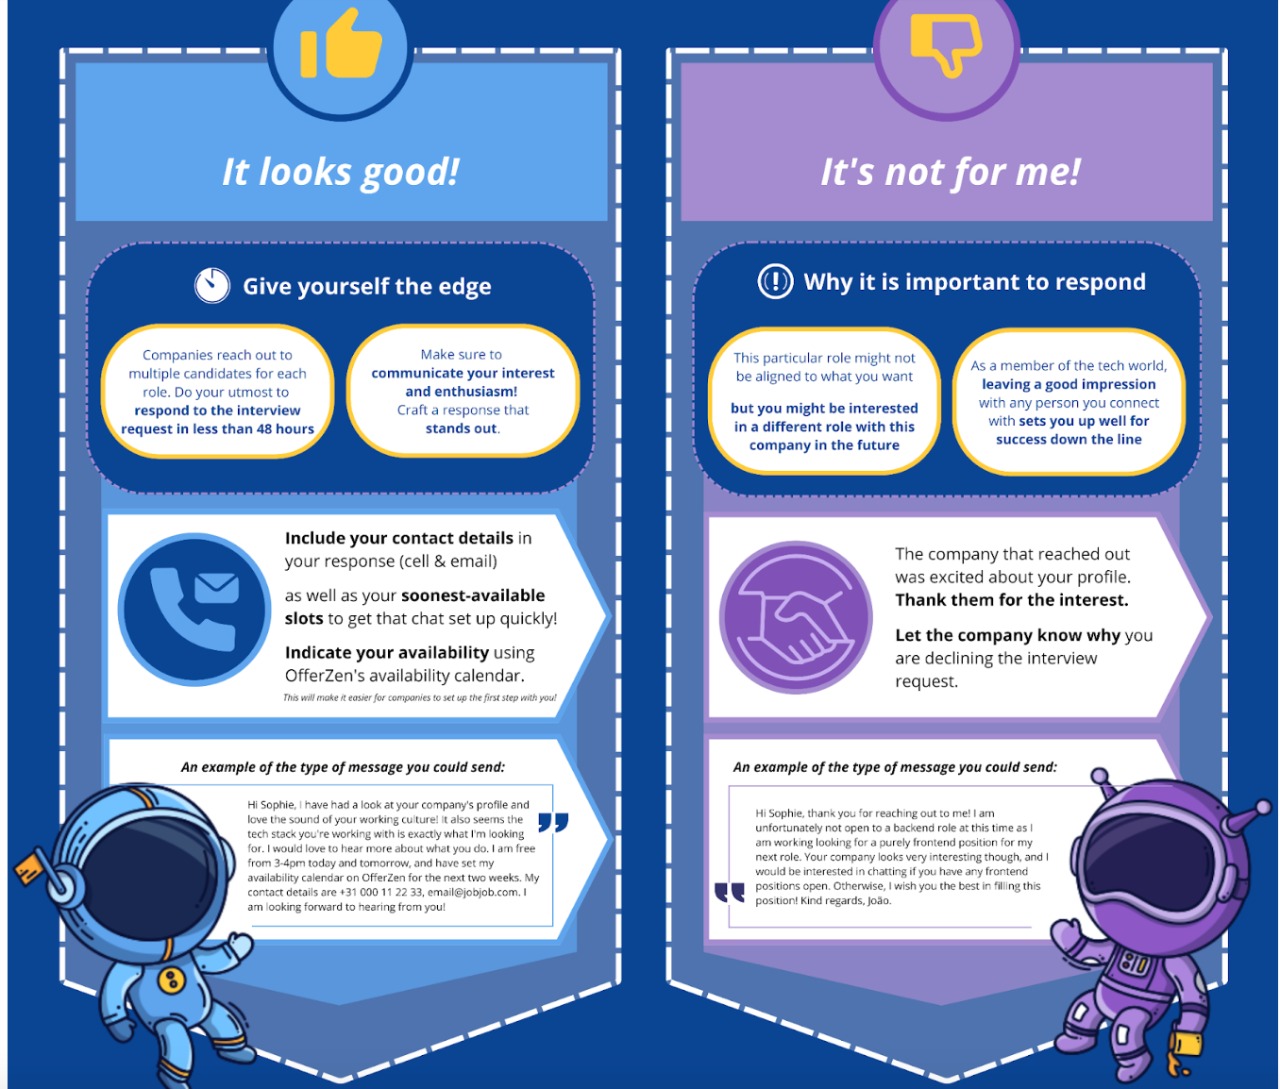 It looks good!
Give yourself the edge
Companies reach out to
multiple candidates for each
role. Do your utmost to
respond to the interview
request in less than 48 hours
Make sure to
communicate your interest
and enthusiasm!
Craft a response that
stands out.
Include your contact details in
your response (cell & email)
as well as your soonest-available
slots to get that chat set up quickly!
Indicate your availability using
OfferZen's availability calendar.
This will make it easier for companies to set up the first step with you!
An example of the type of message you could send:
Hi Sophie, I have had a look at your company's profile and
love the sound of your working culture! It also seems the
tech stack you're working with is exactly what I'm looking
for. I would love to hear more about what you do. I am free
from 3-4pm today and tomorrow, and have set my
availability calendar on OfferZen for the next two weeks. My
contact details are +31 000 11 22 33, email@jobjob.com. I
am looking forward to hearing from you!
It's not for me!
Why it is important to respond
This particular role might not
be aligned to what you want
but you might be interested
in a different role with this
company in the future
As a member of the tech world,
leaving a good impression
with any person you connect
with sets you up well for
success down the line
The company that reached out
was excited about your profile.
Thank them for the interest.
Let the company know why you
are declining the interview
request.
An example of the type of message you could send:
Hi Sophie, thank you for reaching out to me! I am
unfortunately not open to a backend role at this time as I
am working looking for a purely frontend position for my
next role. Your company looks very interesting though, and I
would be interested in chatting if you have any frontend
positions open. Otherwise, I wish you the best in filling this
position! Kind regards, João.